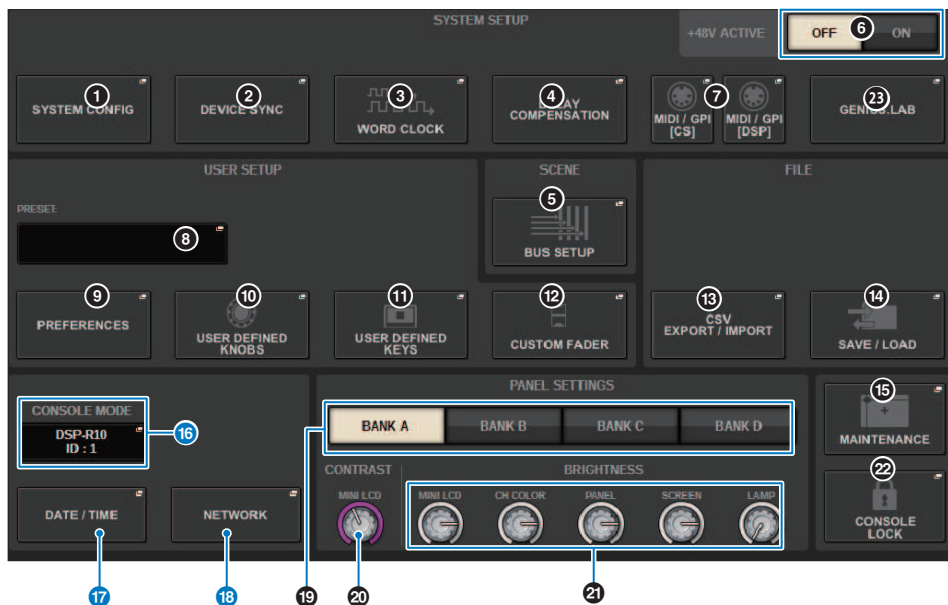 SYSTEM SETUP
+48V ACTIVE
OFF
6
ON
1
SYSTEM CONFIG
2
DEVICE SYNC
3
WORD CLOCK
4
COMPENSATION
7
MIDI / GPI
[CS]
MIDI / GPI
[DSP]
23
USER SETUP
SCENE
FILE
PRESET:
8
5
BUS SETUP
9
PREFERENCES
10
USER DEFINED
KNOBS
11
USER DEFINED
KEYS
12
CUSTOM FADER
13
CSV
EXPORT / IMPORT
14
SAVE / LOAD
CONSOLE MODE
DSP-R10
ID : 1
16
PANEL SETTINGS
BANK A
BANK B
BANK C
BANK D
15
MAINTENANCE
CONTRAST
BRIGHTNESS
MINI LCD
MINI LCD
CH COLOR
PANEL
SCREEN
LAMP
22
CONSOLE
LOCK
DATE / TIME
NETWORK
17
18
19
20
21